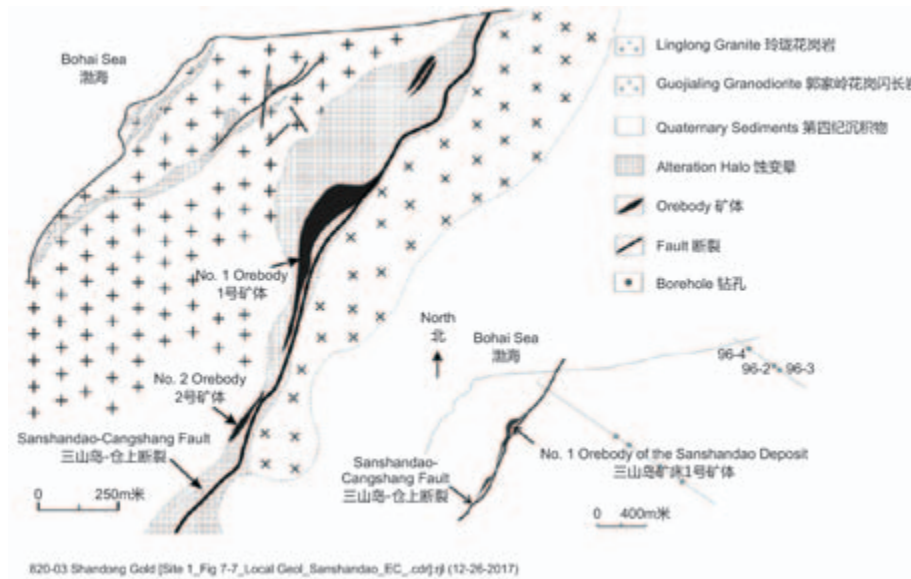 Bohai Sea
渤海
Linglong Granite 玲珑花岗岩
Guojialing Granodiorite 郭家岭花岗闪长岩
Quaternary Sediments 第四纪沉积物
Alteration Halo 蚀变晕
Orebody 矿体
Fault 断裂
Borehole 钻孔
No. 1 Orebody
1号矿体
No. 2 Orebody
2号矿体
Sanshandao-Cangshang Fault
三山岛-仓上断裂
0 250m米
North
北
Bohai Sea
渤海
96-4
96-2 96-3
No. 1 Orebody of the Sanshandao Deposit
三山岛矿床1号矿体
Sanshandao-
Cangshang Fault
三山岛-仓上断裂
0 400m米
820-03 Shandong Gold [Site 1_Fig 7-7_Local Geol_Sanshandao_EC_.cdr] rjl (12-26-2017)